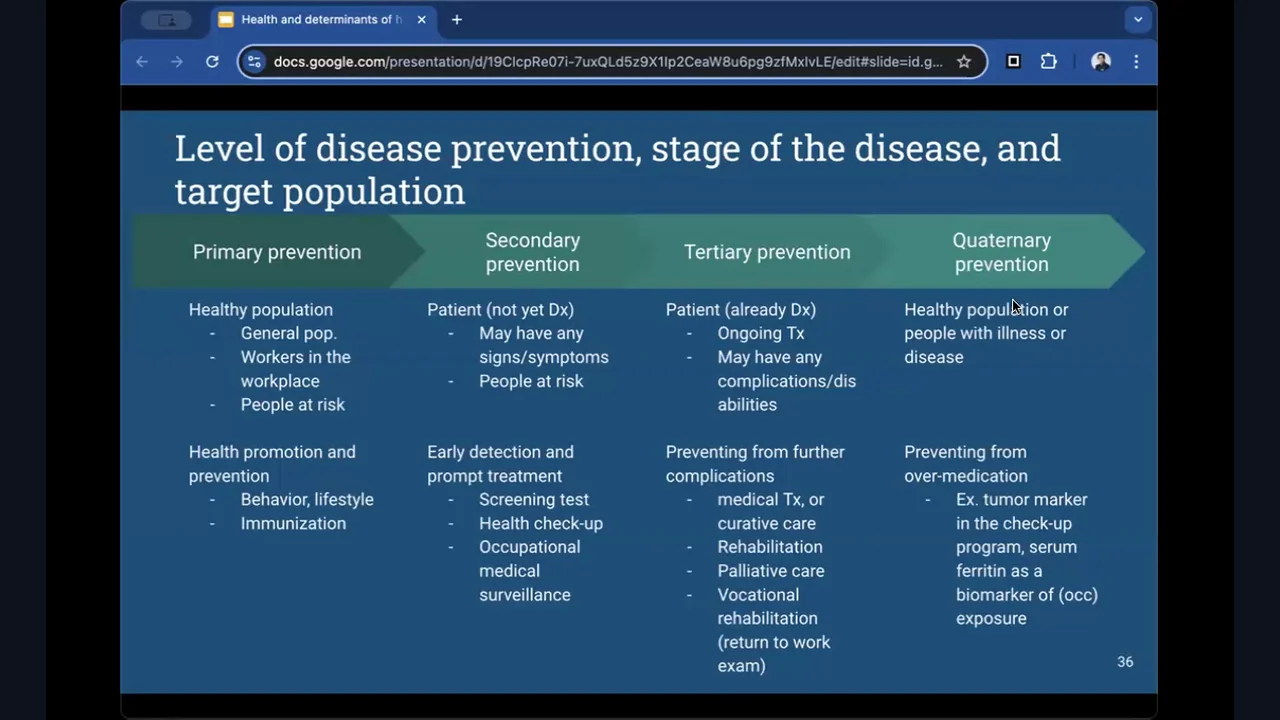 Health and determinants of h
docs.google.com/presentation/d/19ClcpRe07i-7uxQLd5z9X1Ip2CeaW8u6pg9zfMxIvLE/edit#slide=id.g...
Level of disease prevention, stage of the disease, and
target population
Primary prevention
Secondary
prevention
Tertiary prevention
Quaternary
prevention
Healthy population
- General pop.
- Workers in the
workplace
- People at risk
Health promotion and
prevention
- Behavior, lifestyle
- Immunization
Patient (not yet Dx)
- May have any
signs/symptoms
- People at risk
Early detection and
prompt treatment
- Screening test
- Health check-up
- Occupational
medical
surveillance
Patient (already Dx)
- Ongoing Tx
- May have any
complications/dis
abilities
Preventing from further
complications
- medical Tx, or
curative care
- Rehabilitation
- Palliative care
- Vocational
rehabilitation
(return to work
exam)
Healthy population or
people with illness or
disease
Preventing from
over-medication
- Ex. tumor marker
in the check-up
program, serum
ferritin as a
biomarker of (occ)
exposure
36